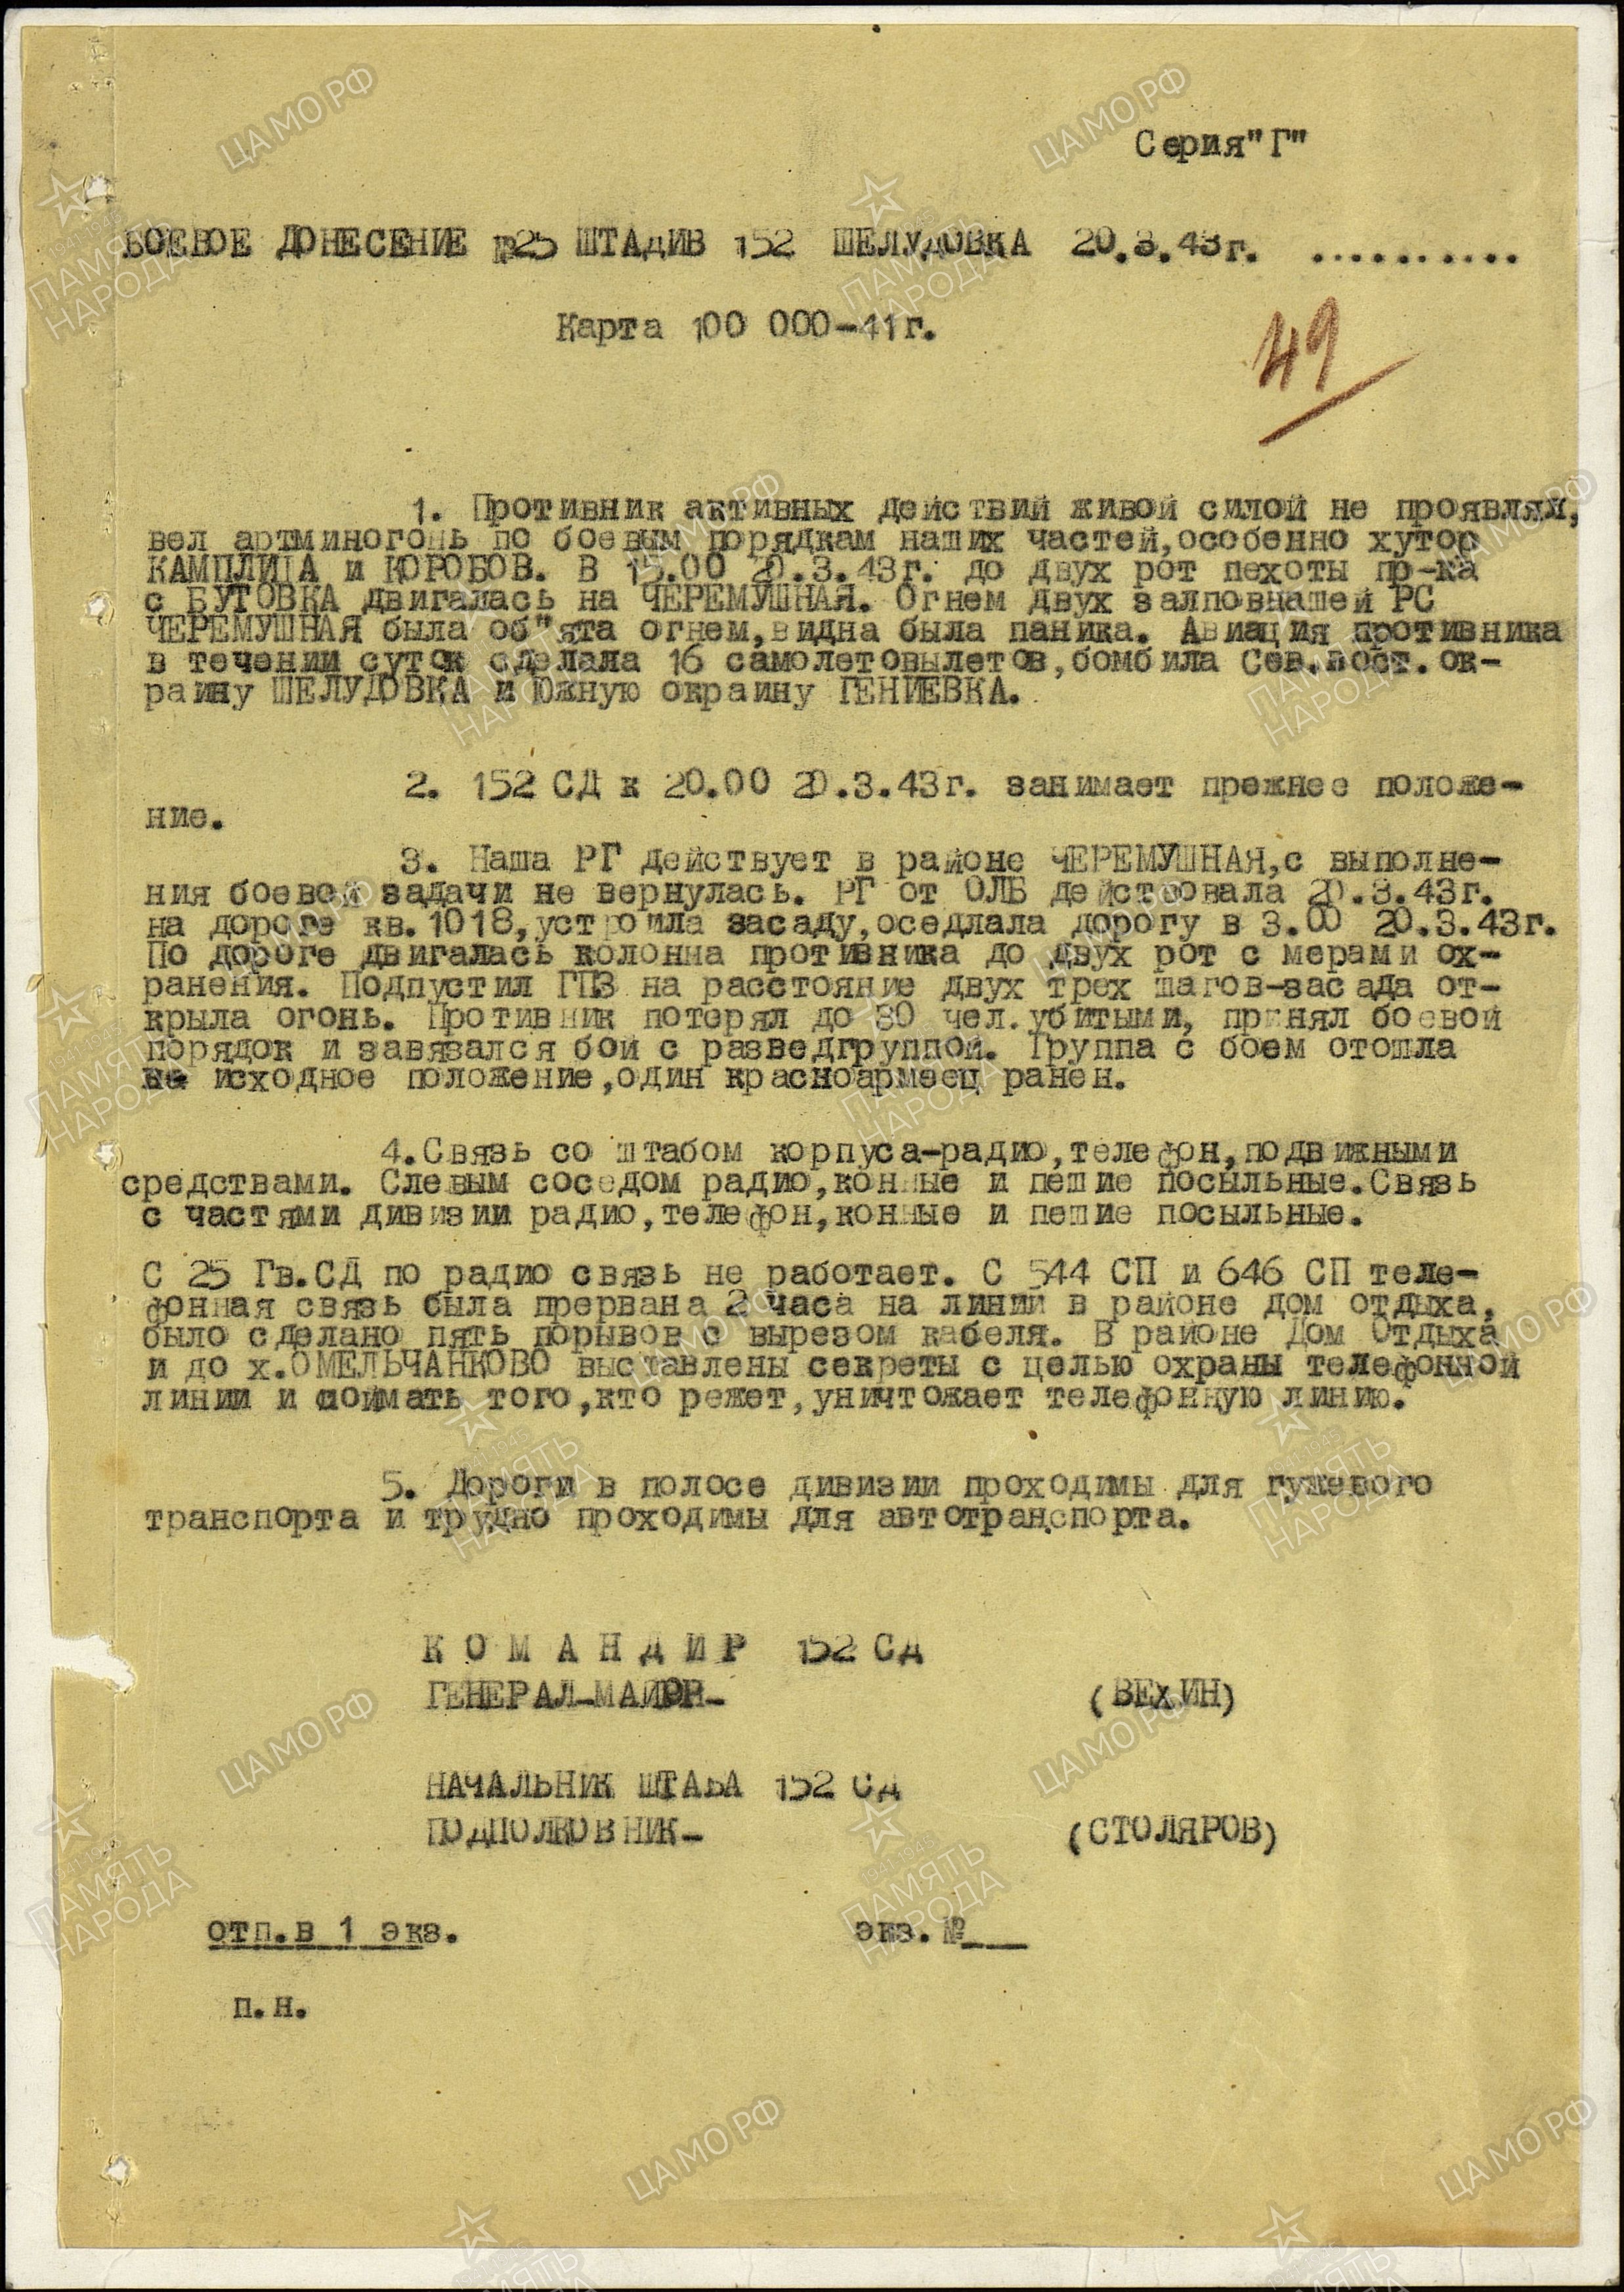 Серия"Г"
БОЕВОЕ ДОНЕСЕНИЕ №25 ШТАДИВ 152 ШЕЛУДОВКА 20.3.43г. ..........
Карта 100 000-41г.
49
1. Противник активных действий живой силой не проявлял,
вел артминогонь по боевым порядкам наших частей,особенно хутор
КАМПЛИЦА и КОРОБОВ. В 15.00 20.3.43г. до двух рот пехоты пр-ка
с БУТОВКА двигалась на ЧЕРЕМУШНАЯ. Огнем двух залповнашей РС
ЧЕРЕМУШНАЯ была об"ята огнем,видна была паника. Авиация противника
в течении суток сделала 16 самолетовылетов,бомбила Сев.вост.ок-
раину ШЕЛУДОВКА и Южную окраину ГЕНИЕВКА.
2. 152 СД к 20.00 20.3.43г. занимает прежнее положе-
ние.
3. Наша РГ действует в районе ЧЕРЕМУШНАЯ,с выполне-
ния боевой задачи не вернулась. РГ от ОЛБ действовала 20.3.43г.
на дороге кв.1018,устроила засаду,оседлала дорогу в 3.00 20.3.43г.
По дороге двигалась колонна противника до двух рот с мерами ох-
ранения. Подпустил ГПЗ на расстояние двух трех шагов-засада от-
крыла огонь. Противник потерял до 30 чел.убитыми, принял боевой
порядок и завязался бой с разведгруппой. Группа с боем отошла
на исходное положение,один красноармеец ранен.
4.Связь со штабом корпуса-радио,телефон,подвижными
средствами. Слевым соседом радио,конные и пешие посыльные.Связь
с частями дивизии радио,телефон,конные и пешие посыльные.
С 25 Гв.СД по радио связь не работает. С 544 СП и 646 СП теле-
фонная связь была прервана 2 часа на линии в районе дом отдыха,
было сделано пять порывов с вырезом кабеля. В районе Дом Отдыха
и до х.ОМЕЛЬЧАНКОВО выставлены секреты с целью охраны телефонной
линии и поймать того,кто режет,уничтожает телефонную линию.
5. Дороги в полосе дивизии проходимы для гужевого
транспорта и трудно проходимы для автотранспорта.
К О М А Н Д И Р 152 СД
ГЕНЕРАЛ-МАЙОР- (ВЕХИН)
НАЧАЛЬНИК ШТАБА 152 СД
ПОДПОЛКОВНИК- (СТОЛЯРОВ)
отп.в 1 экз. экз.№___
п.н.